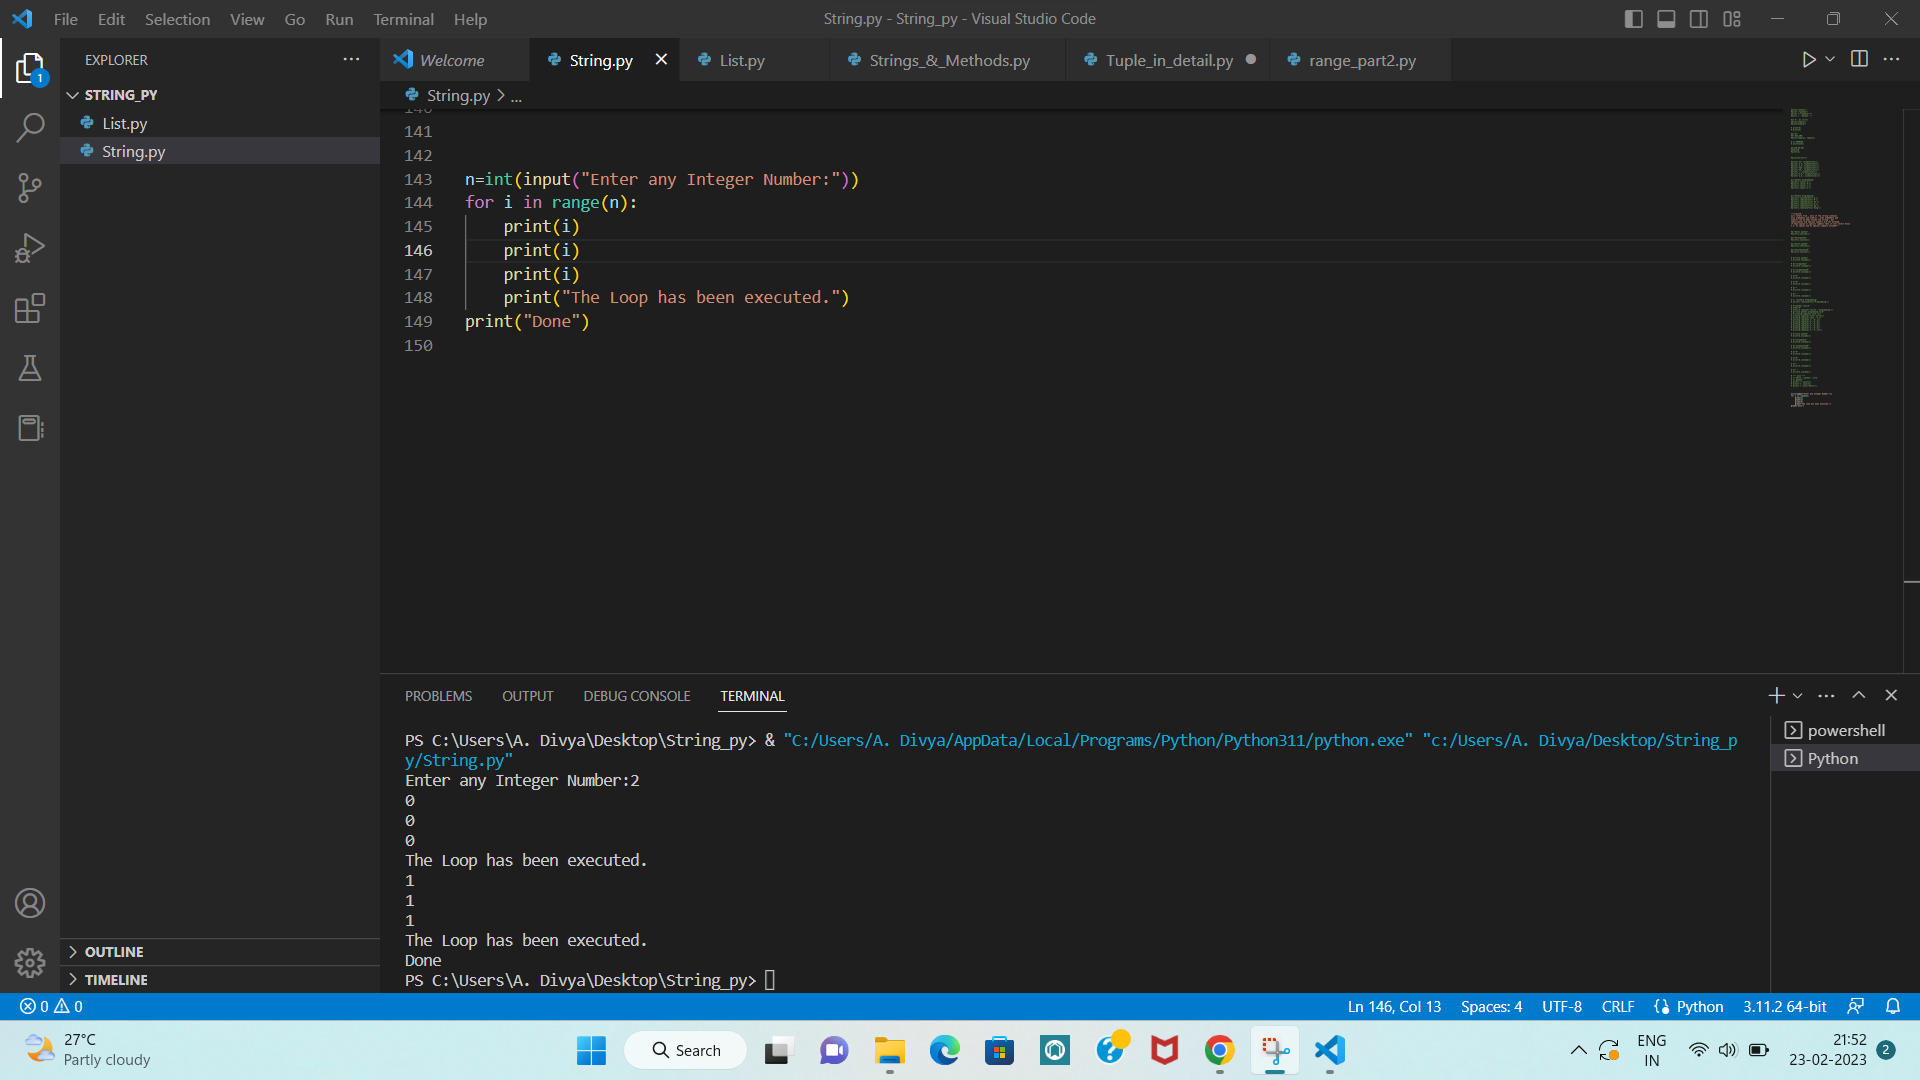 File Edit Selection View Go Run Terminal Help
String.py - String_py - Visual Studio Code
EXPLORER
Welcome
String.py
List.py
Strings_&_Methods.py
Tuple_in_detail.py
range_part2.py
1
STRING_PY
List.py
String.py
String.py > ...
140
141
142
143 n=int(input("Enter any Integer Number:"))
144 for i in range(n):
145 print(i)
146 print(i)
147 print(i)
148 print("The Loop has been executed.")
149 print("Done")
150
PROBLEMS OUTPUT DEBUG CONSOLE TERMINAL
PS C:\Users\A. Divya\Desktop\String_py> & "C:/Users/A. Divya/AppData/Local/Programs/Python/Python311/python.exe" "c:/Users/A. Divya/Desktop/String_p
y/String.py"
Enter any Integer Number:2
0
0
0
The Loop has been executed.
1
1
1
The Loop has been executed.
Done
PS C:\Users\A. Divya\Desktop\String_py>
powershell
Python
OUTLINE
TIMELINE
0 0
Ln 146, Col 13 Spaces: 4 UTF-8 CRLF Python 3.11.2 64-bit
27°C
Partly cloudy
Search
ENG
IN
21:52
23-02-2023
2